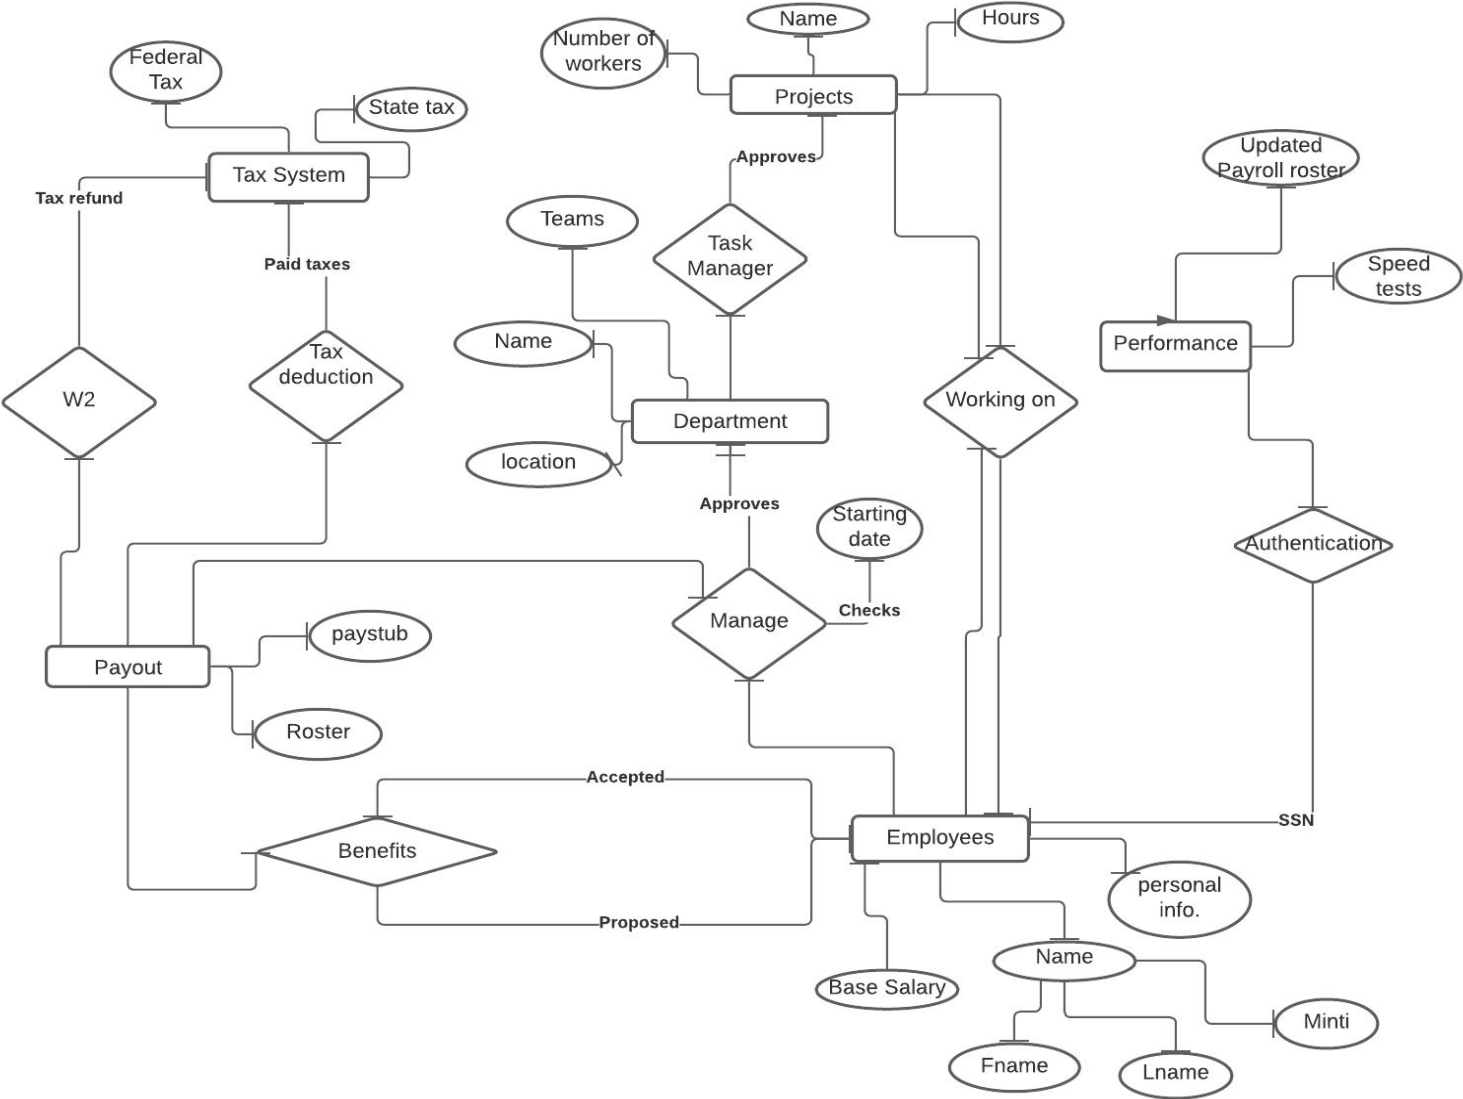 Name
Hours
Number of
workers
Federal
Tax
State tax
Projects
Updated
Payroll roster
Approves
Tax System
Tax refund
Teams
Task
Manager
Paid taxes
Speed
tests
Name
Performance
Tax
deduction
W2
Working on
Department
location
Approves
Starting
date
Authentication
Checks
Manage
paystub
Payout
Roster
Accepted
SSN
Employees
Benefits
personal
info.
Proposed
Name
Base Salary
Minti
Fname
Lname